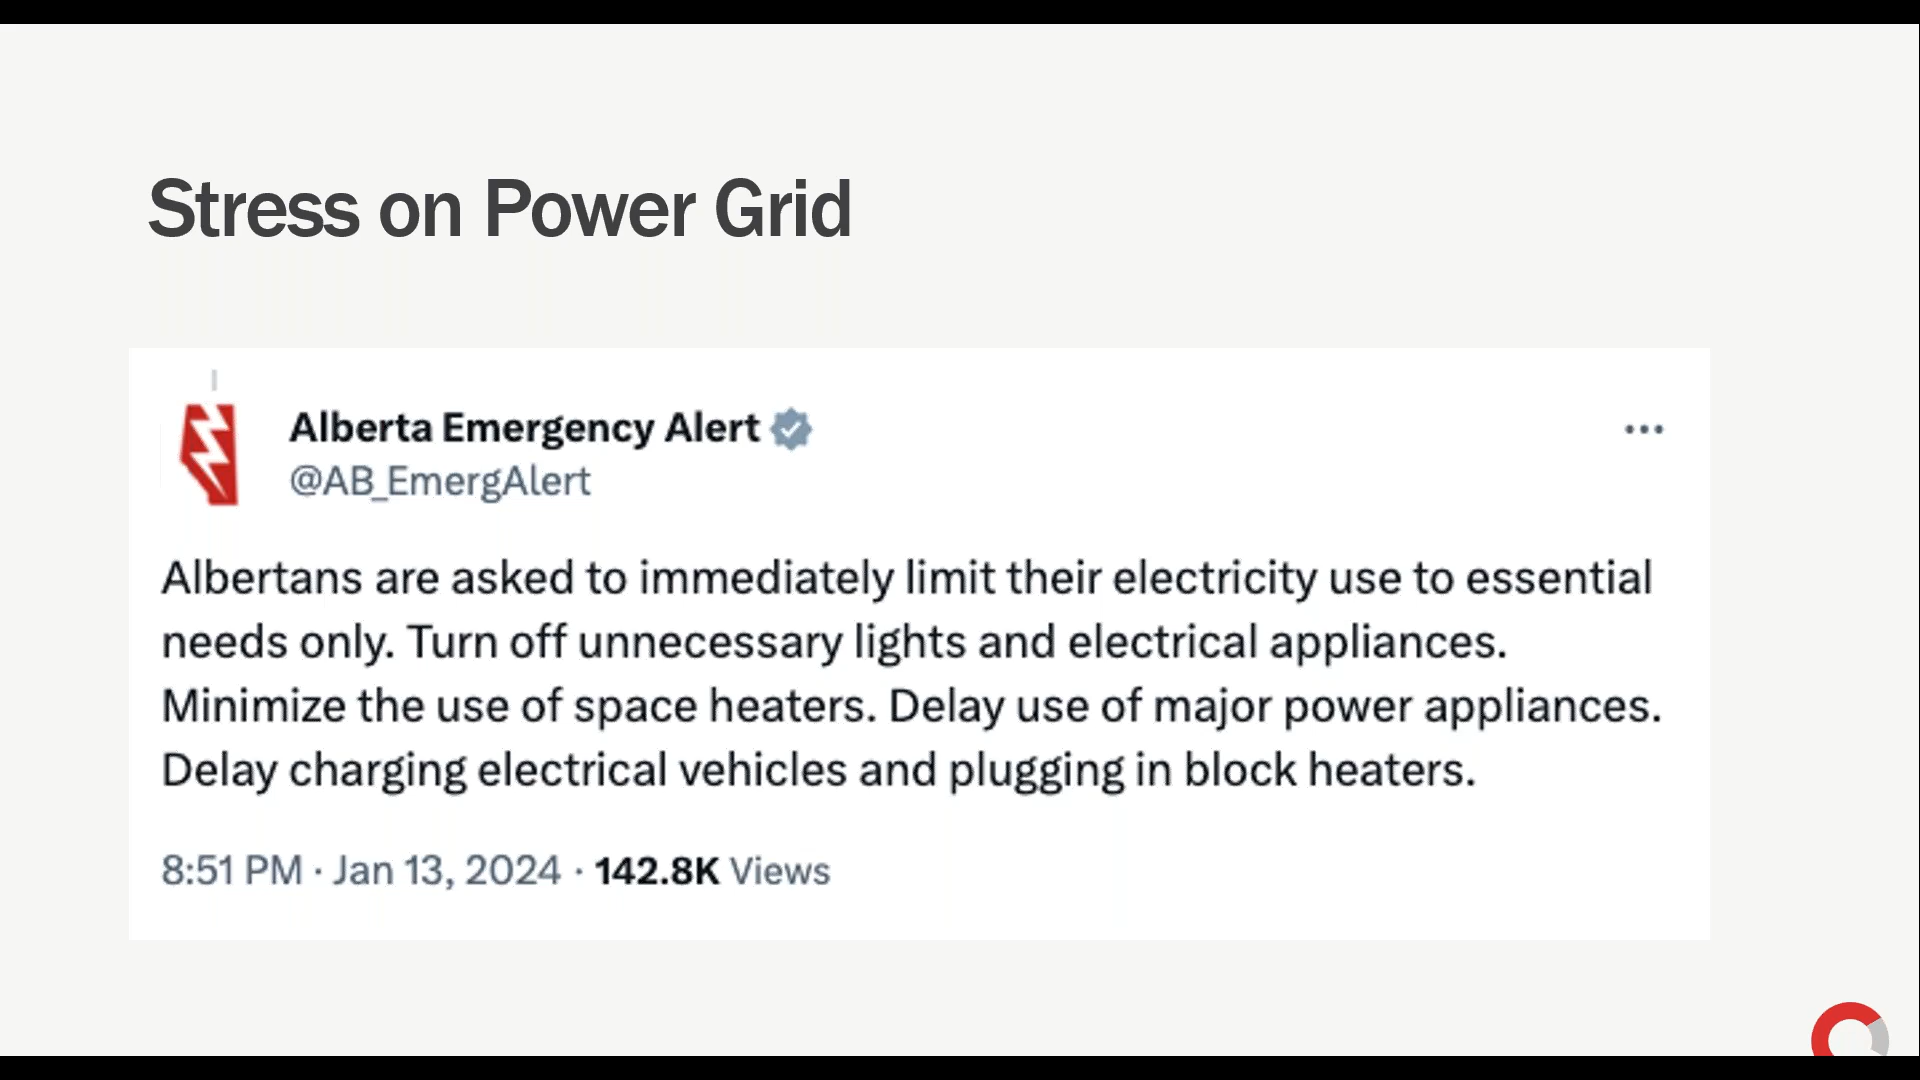 Stress on Power Grid
Alberta Emergency Alert
@AB_EmergAlert
Albertans are asked to immediately limit their electricity use to essential
needs only. Turn off unnecessary lights and electrical appliances.
Minimize the use of space heaters. Delay use of major power appliances.
Delay charging electrical vehicles and plugging in block heaters.
8:51 PM · Jan 13, 2024 · 142.8K Views